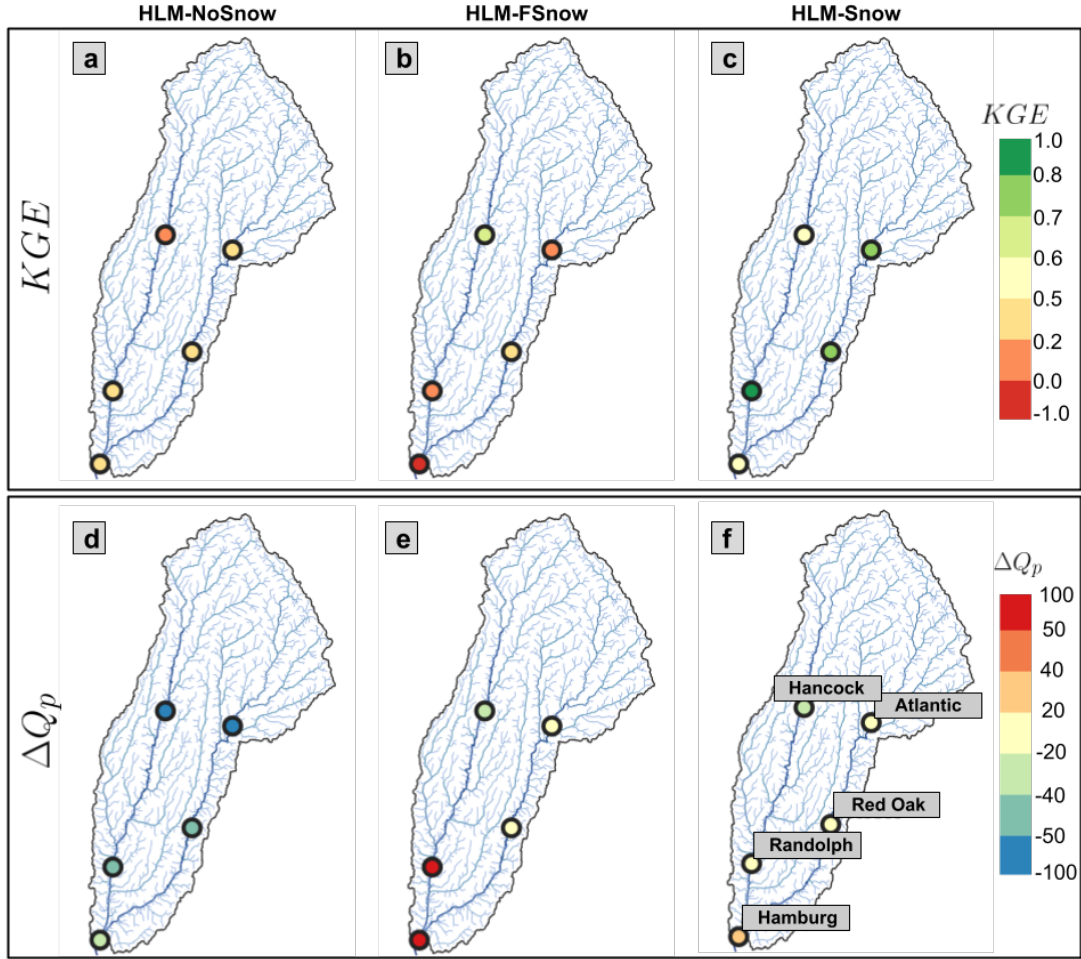 HLM-NoSnow HLM-FSnow HLM-Snow
a b c
KGE
KGE
1.0
0.8
0.7
0.6
0.5
0.2
0.0
-1.0
d e f
ΔQp
ΔQp
100
50
40
20
-20
-40
-50
-100
Hancock
Atlantic
Red Oak
Randolph
Hamburg